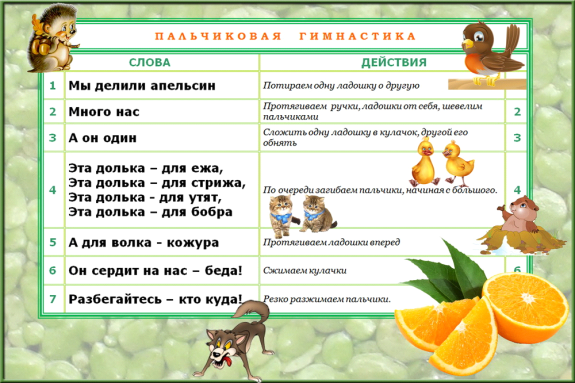 ПАЛЬЧИКОВАЯ ГИМНАСТИКА
СЛОВА ДЕЙСТВИЯ
1 Мы делили апельсин Потираем одну ладошку о другую
2 Много нас Протягиваем ручки, ладошки от себя, шевелим
пальчиками 2
3 А он один Сложить одну ладошку в кулачок, другой его
обнять 3
4 Эта долька – для ежа,
Эта долька – для стрижа,
Эта долька - для утят,
Эта долька – для бобра
По очереди загибаем пальчики, начиная с большого. 4
5 А для волка - кожура Протягиваем ладошки вперед
6 Он сердит на нас – беда! Сжимаем кулачки 6
7 Разбегайтесь – кто куда! Резко разжимаем пальчики.